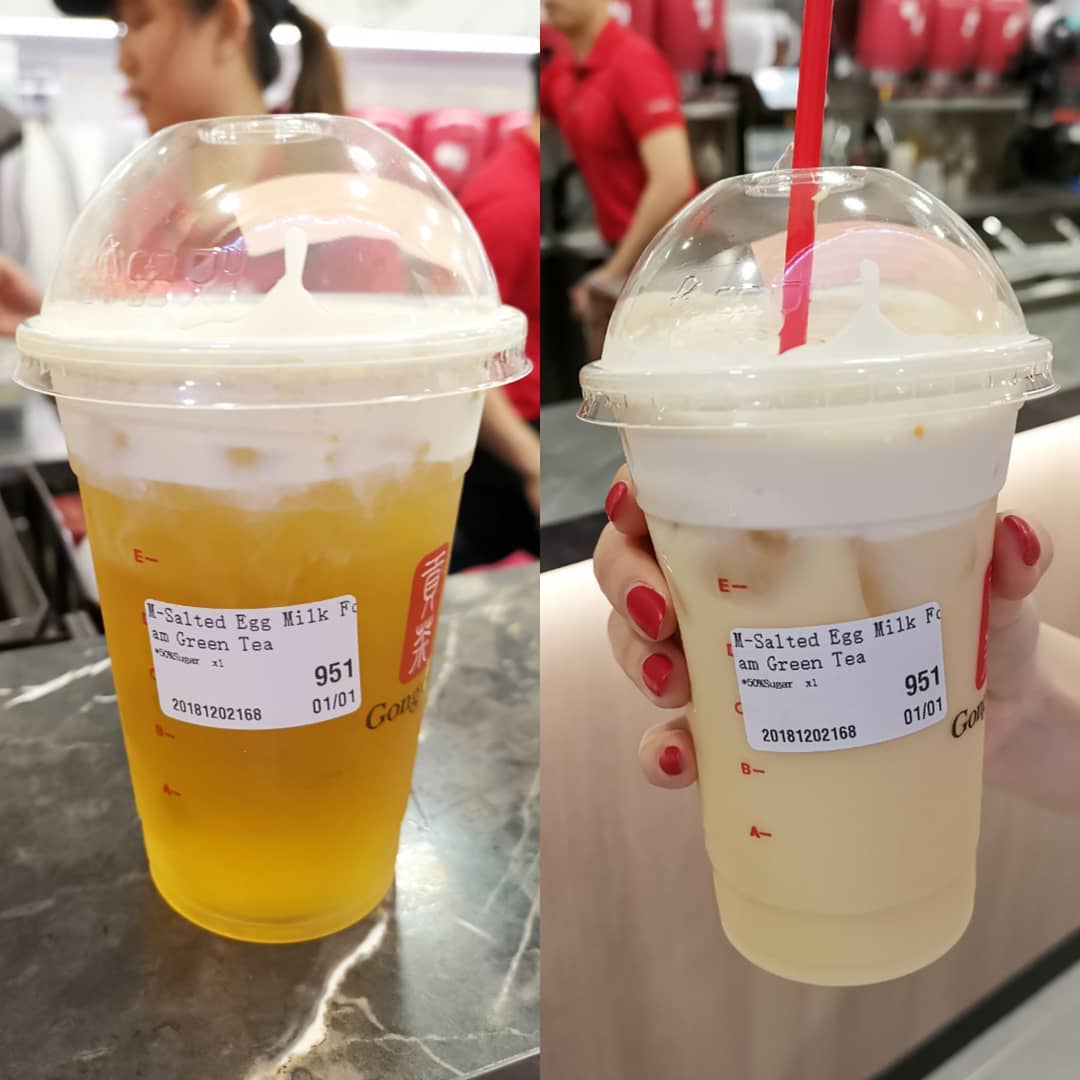 E-
M-Salted Egg Milk Fo
am Green Tea
*50%Sugar x1
951
20181202168
01/01
B-
A-
貢茶
Gong
E-
M-Salted Egg Milk Fo
am Green Tea
*50%Sugar x1
951
20181202168
01/01
B-
A-
Gon